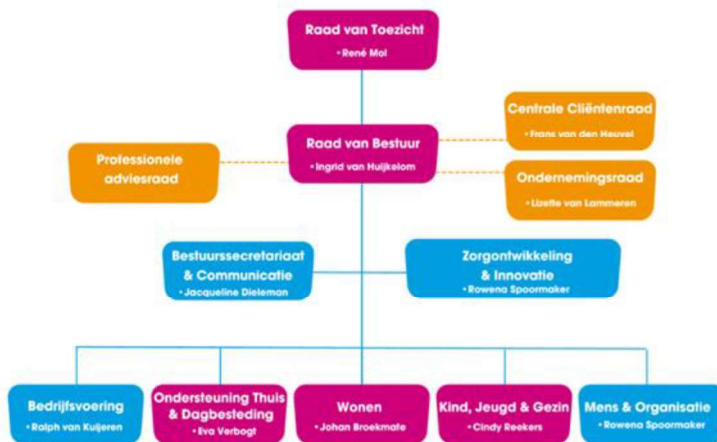 Raad van Toezicht
• René Mol
Centrale Cliëntenraad
• Frans van den Heuvel
Raad van Bestuur
• Ingrid van Huijkelom
Professionele
adviesraad
Ondernemingsraad
• Lizette van Lammeren
Bestuurssecretariaat
& Communicatie
• Jacqueline Dieleman
Zorgontwikkeling
& Innovatie
• Rowena Spoormaker
Bedrijfsvoering
• Ralph van Kuijeren
Ondersteuning Thuis
& Dagbesteding
• Eva Verbogt
Wonen
• Johan Broekmate
Kind, Jeugd & Gezin
• Cindy Reekers
Mens & Organisatie
• Rowena Spoormaker